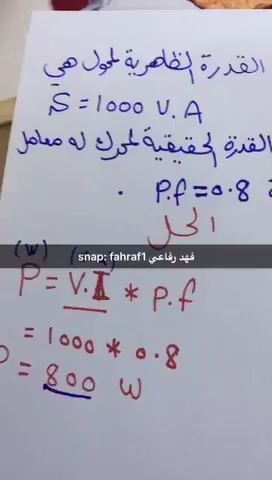 القدرة الظاهرية لمحول هي
S = 1000 V.A
القدرة الحقيقية لمحرك له معامل
P.f = 0.8
الحل
snap: fahraf1 فهد رفاعي
(W)
P = V.I * P.f
= 1000 * 0.8
= 800 W